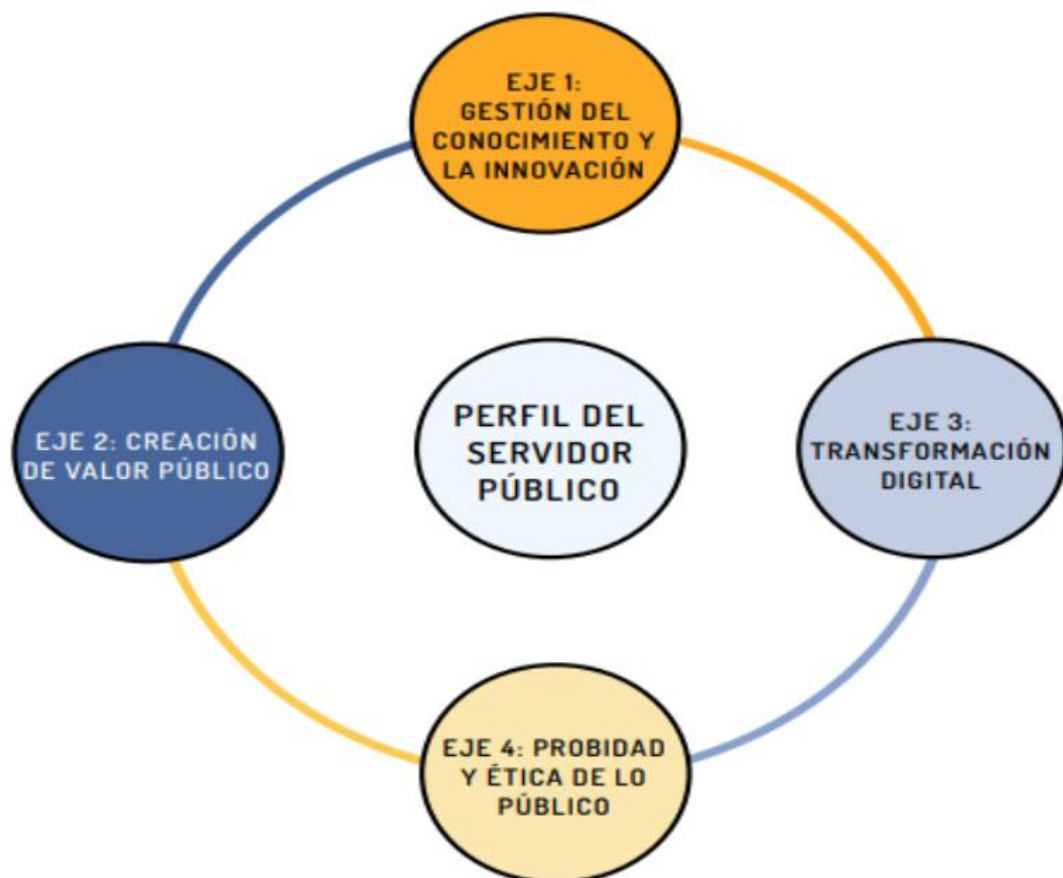 EJE 1:
GESTIÓN DEL
CONOCIMIENTO Y
LA INNOVACIÓN
EJE 2: CREACIÓN
DE VALOR PÚBLICO
PERFIL DEL
SERVIDOR
PÚBLICO
EJE 3:
TRANSFORMACIÓN
DIGITAL
EJE 4: PROBIDAD
Y ÉTICA DE LO
PÚBLICO